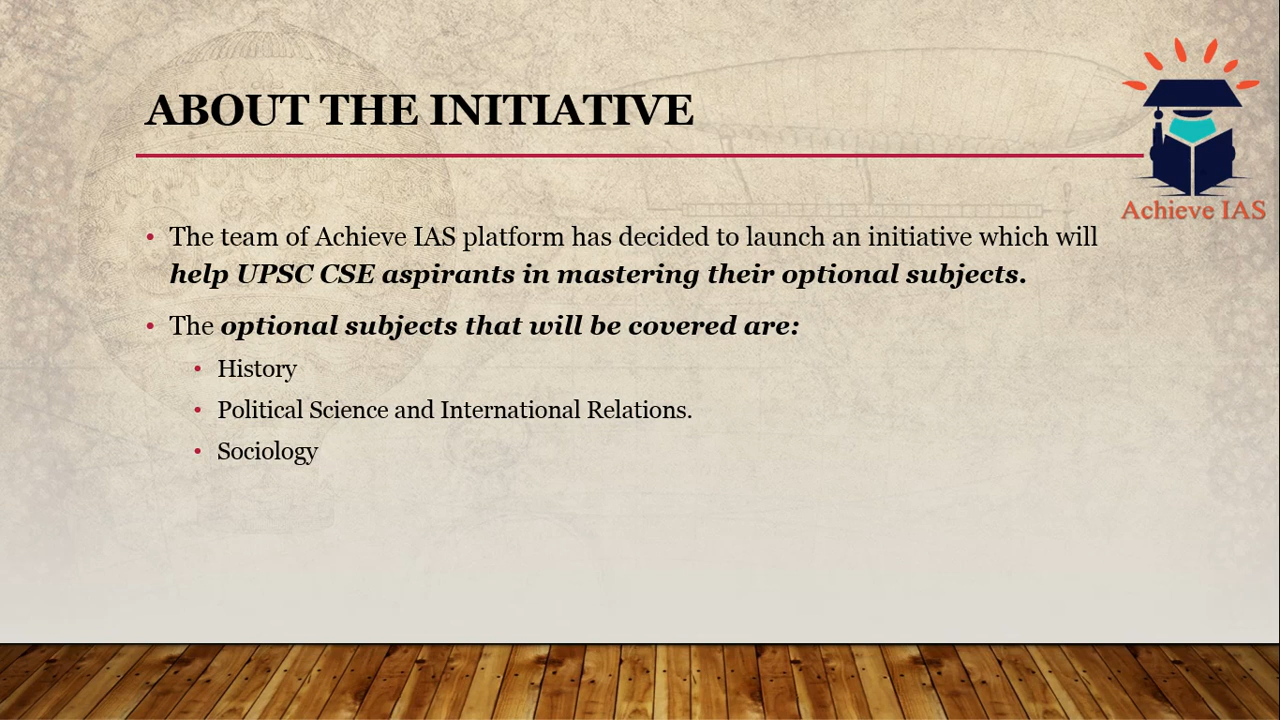 ABOUT THE INITIATIVE
Achieve IAS
• The team of Achieve IAS platform has decided to launch an initiative which will
help UPSC CSE aspirants in mastering their optional subjects.
• The optional subjects that will be covered are:
• History
• Political Science and International Relations.
• Sociology